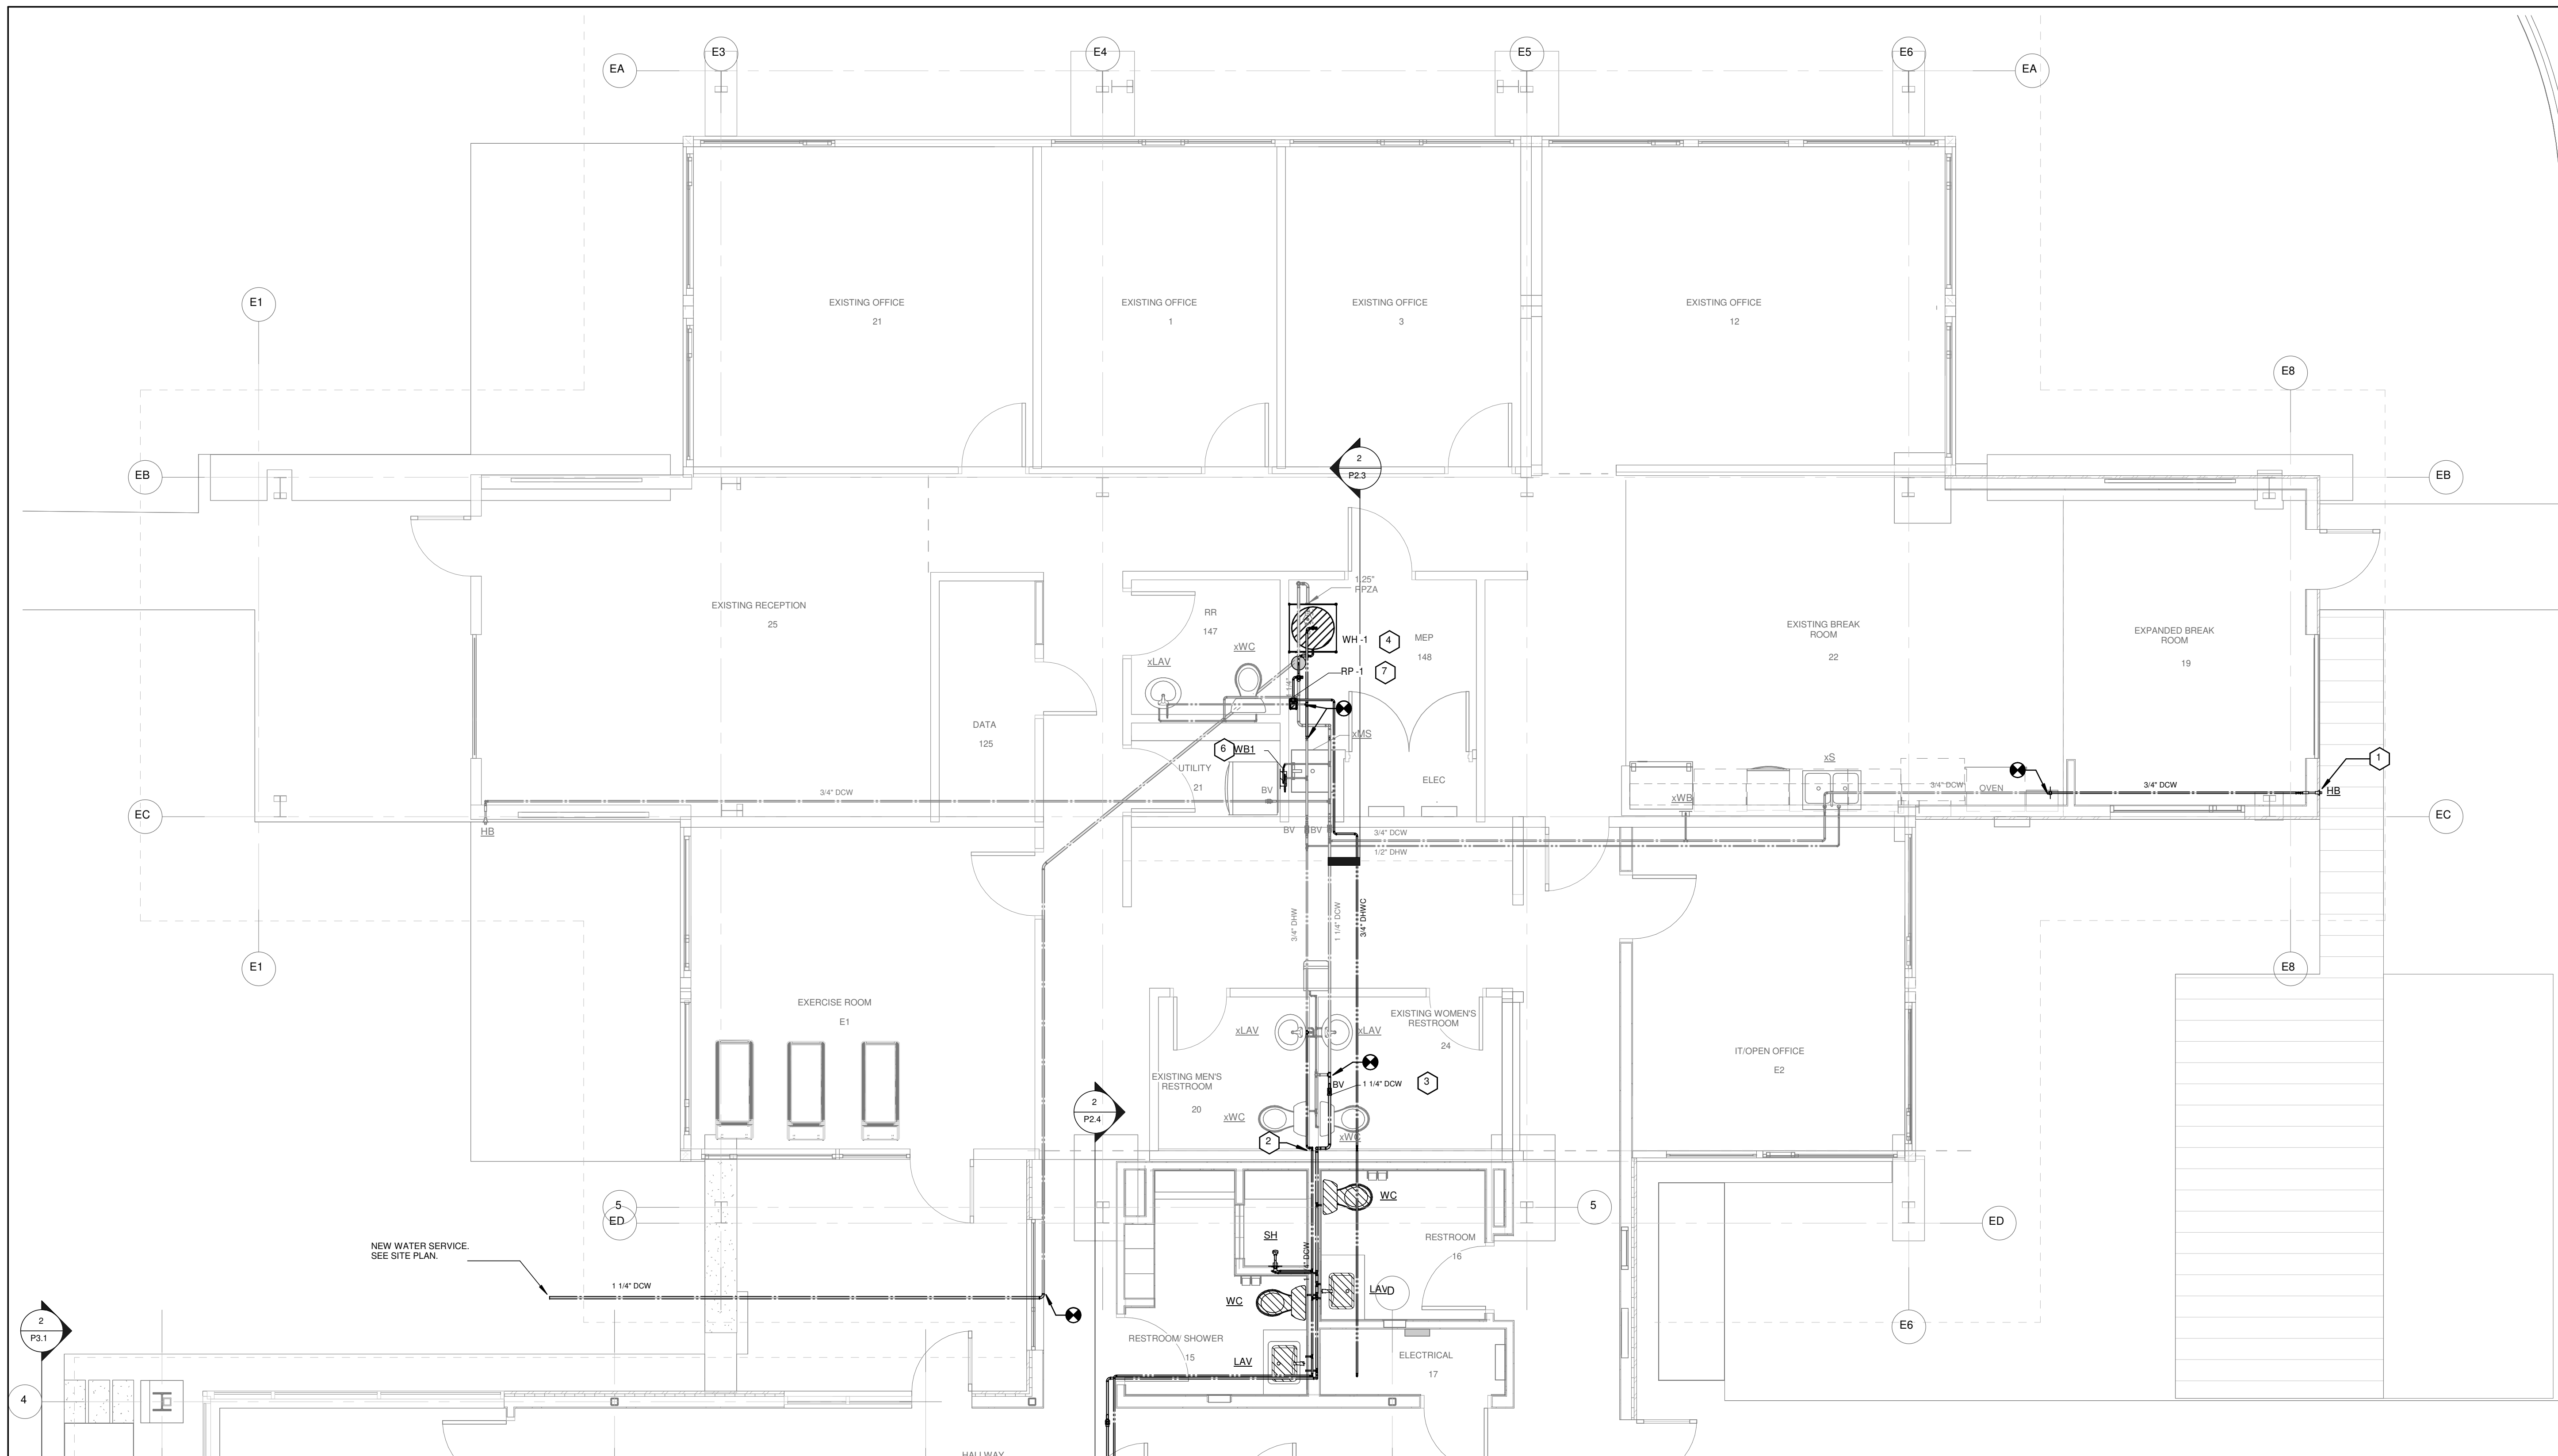 E3
E4
E5
E6
EA
EA
E1
EXISTING OFFICE
21
EXISTING OFFICE
1
EXISTING OFFICE
3
EXISTING OFFICE
12
E8
EB
2
P2.3
EB
1.25"
RPZA
EXISTING RECEPTION
25
RR
147
xWC
xLAV
WH -1
4
MEP
148
RP -1
7
1 1/4"
EXISTING BREAK
ROOM
22
EXPANDED BREAK
ROOM
19
DATA
125
xMS
6
WB1
UTILITY
21
BV
ELEC
xS
xWB
3/4" DCW
OVEN
3/4" DCW
1
HB
3/4" DCW
EC
HB
EC
BV
BV
3/4" DCW
1/2" DHW
3/4" DHW
1 1/4" DCW
3/4" DHWC
E1
E8
EXERCISE ROOM
E1
xLAV
xLAV
EXISTING WOMEN'S
RESTROOM
24
IT/OPEN OFFICE
E2
EXISTING MEN'S
RESTROOM
20
BV
1 1/4" DCW
3
2
P2.4
xWC
xWC
2
WC
5
ED
5
ED
SH
RESTROOM
16
NEW WATER SERVICE.
SEE SITE PLAN.
1 1/4" DCW
WC
LAV
D
2
P3.1
RESTROOM/ SHOWER
15
LAV
ELECTRICAL
17
E6
4
HALLWAY